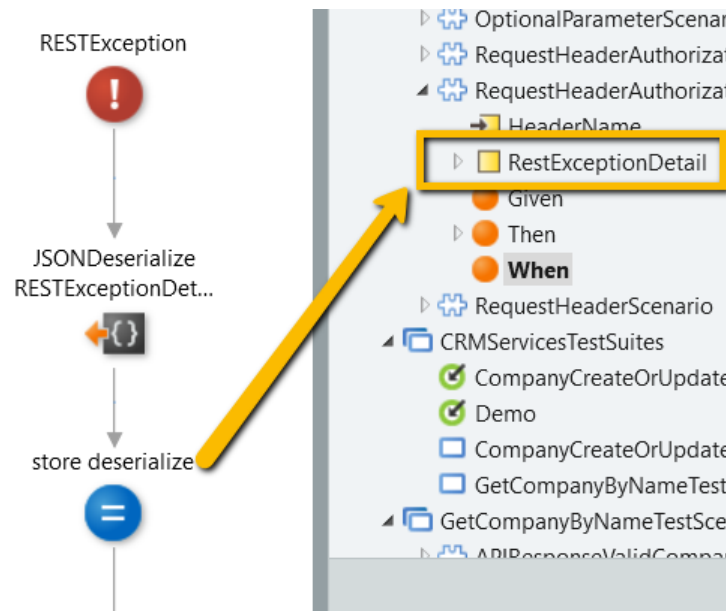 RESTException
JSONDeserialize
RESTExceptionDet...
store deserialize
OptionalParameterScenar
RequestHeaderAuthorizat
RequestHeaderAuthorizat
HeaderName
RestExceptionDetail
Given
Then
When
RequestHeaderScenario
CRMServicesTestSuites
CompanyCreateOrUpdate
Demo
CompanyCreateOrUpdate
GetCompanyByNameTest
GetCompanyByNameTestSce
APIResponseValidCompa